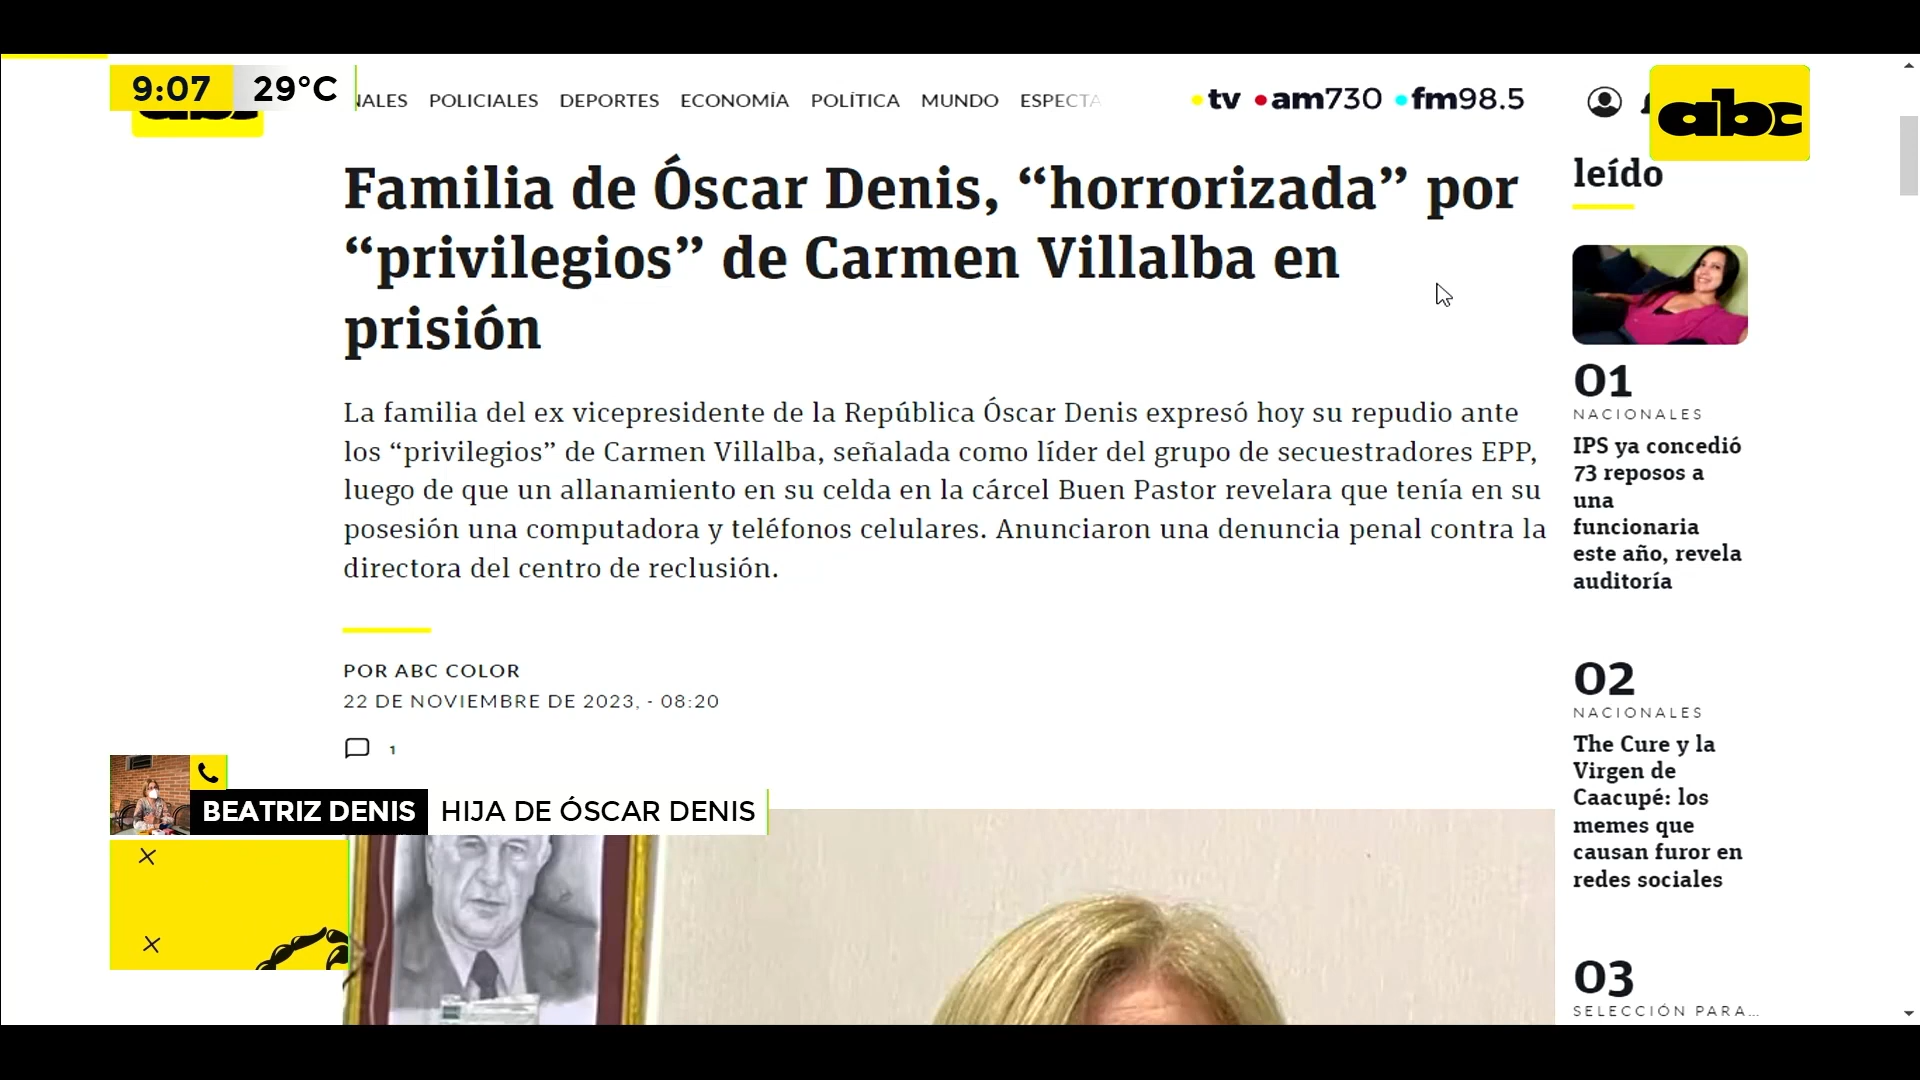 9:07 29°C
NALES POLICIALES DEPORTES ECONOMÍA POLÍTICA MUNDO ESPECTA
tv am730 fm98.5
abc
Familia de Óscar Denis, “horrorizada” por
“privilegios” de Carmen Villalba en
prisión
La familia del ex vicepresidente de la República Óscar Denis expresó hoy su repudio ante
los “privilegios” de Carmen Villalba, señalada como líder del grupo de secuestradores EPP,
luego de que un allanamiento en su celda en la cárcel Buen Pastor revelara que tenía en su
posesión una computadora y teléfonos celulares. Anunciaron una denuncia penal contra la
directora del centro de reclusión.
POR ABC COLOR
22 DE NOVIEMBRE DE 2023, - 08:20
1
BEATRIZ DENIS HIJA DE ÓSCAR DENIS
leído
01
NACIONALES
IPS ya concedió
73 reposos a
una
funcionaria
este año, revela
auditoría
02
NACIONALES
The Cure y la
Virgen de
Caacupé: los
memes que
causan furor en
redes sociales
03
SELECCIÓN PARA...